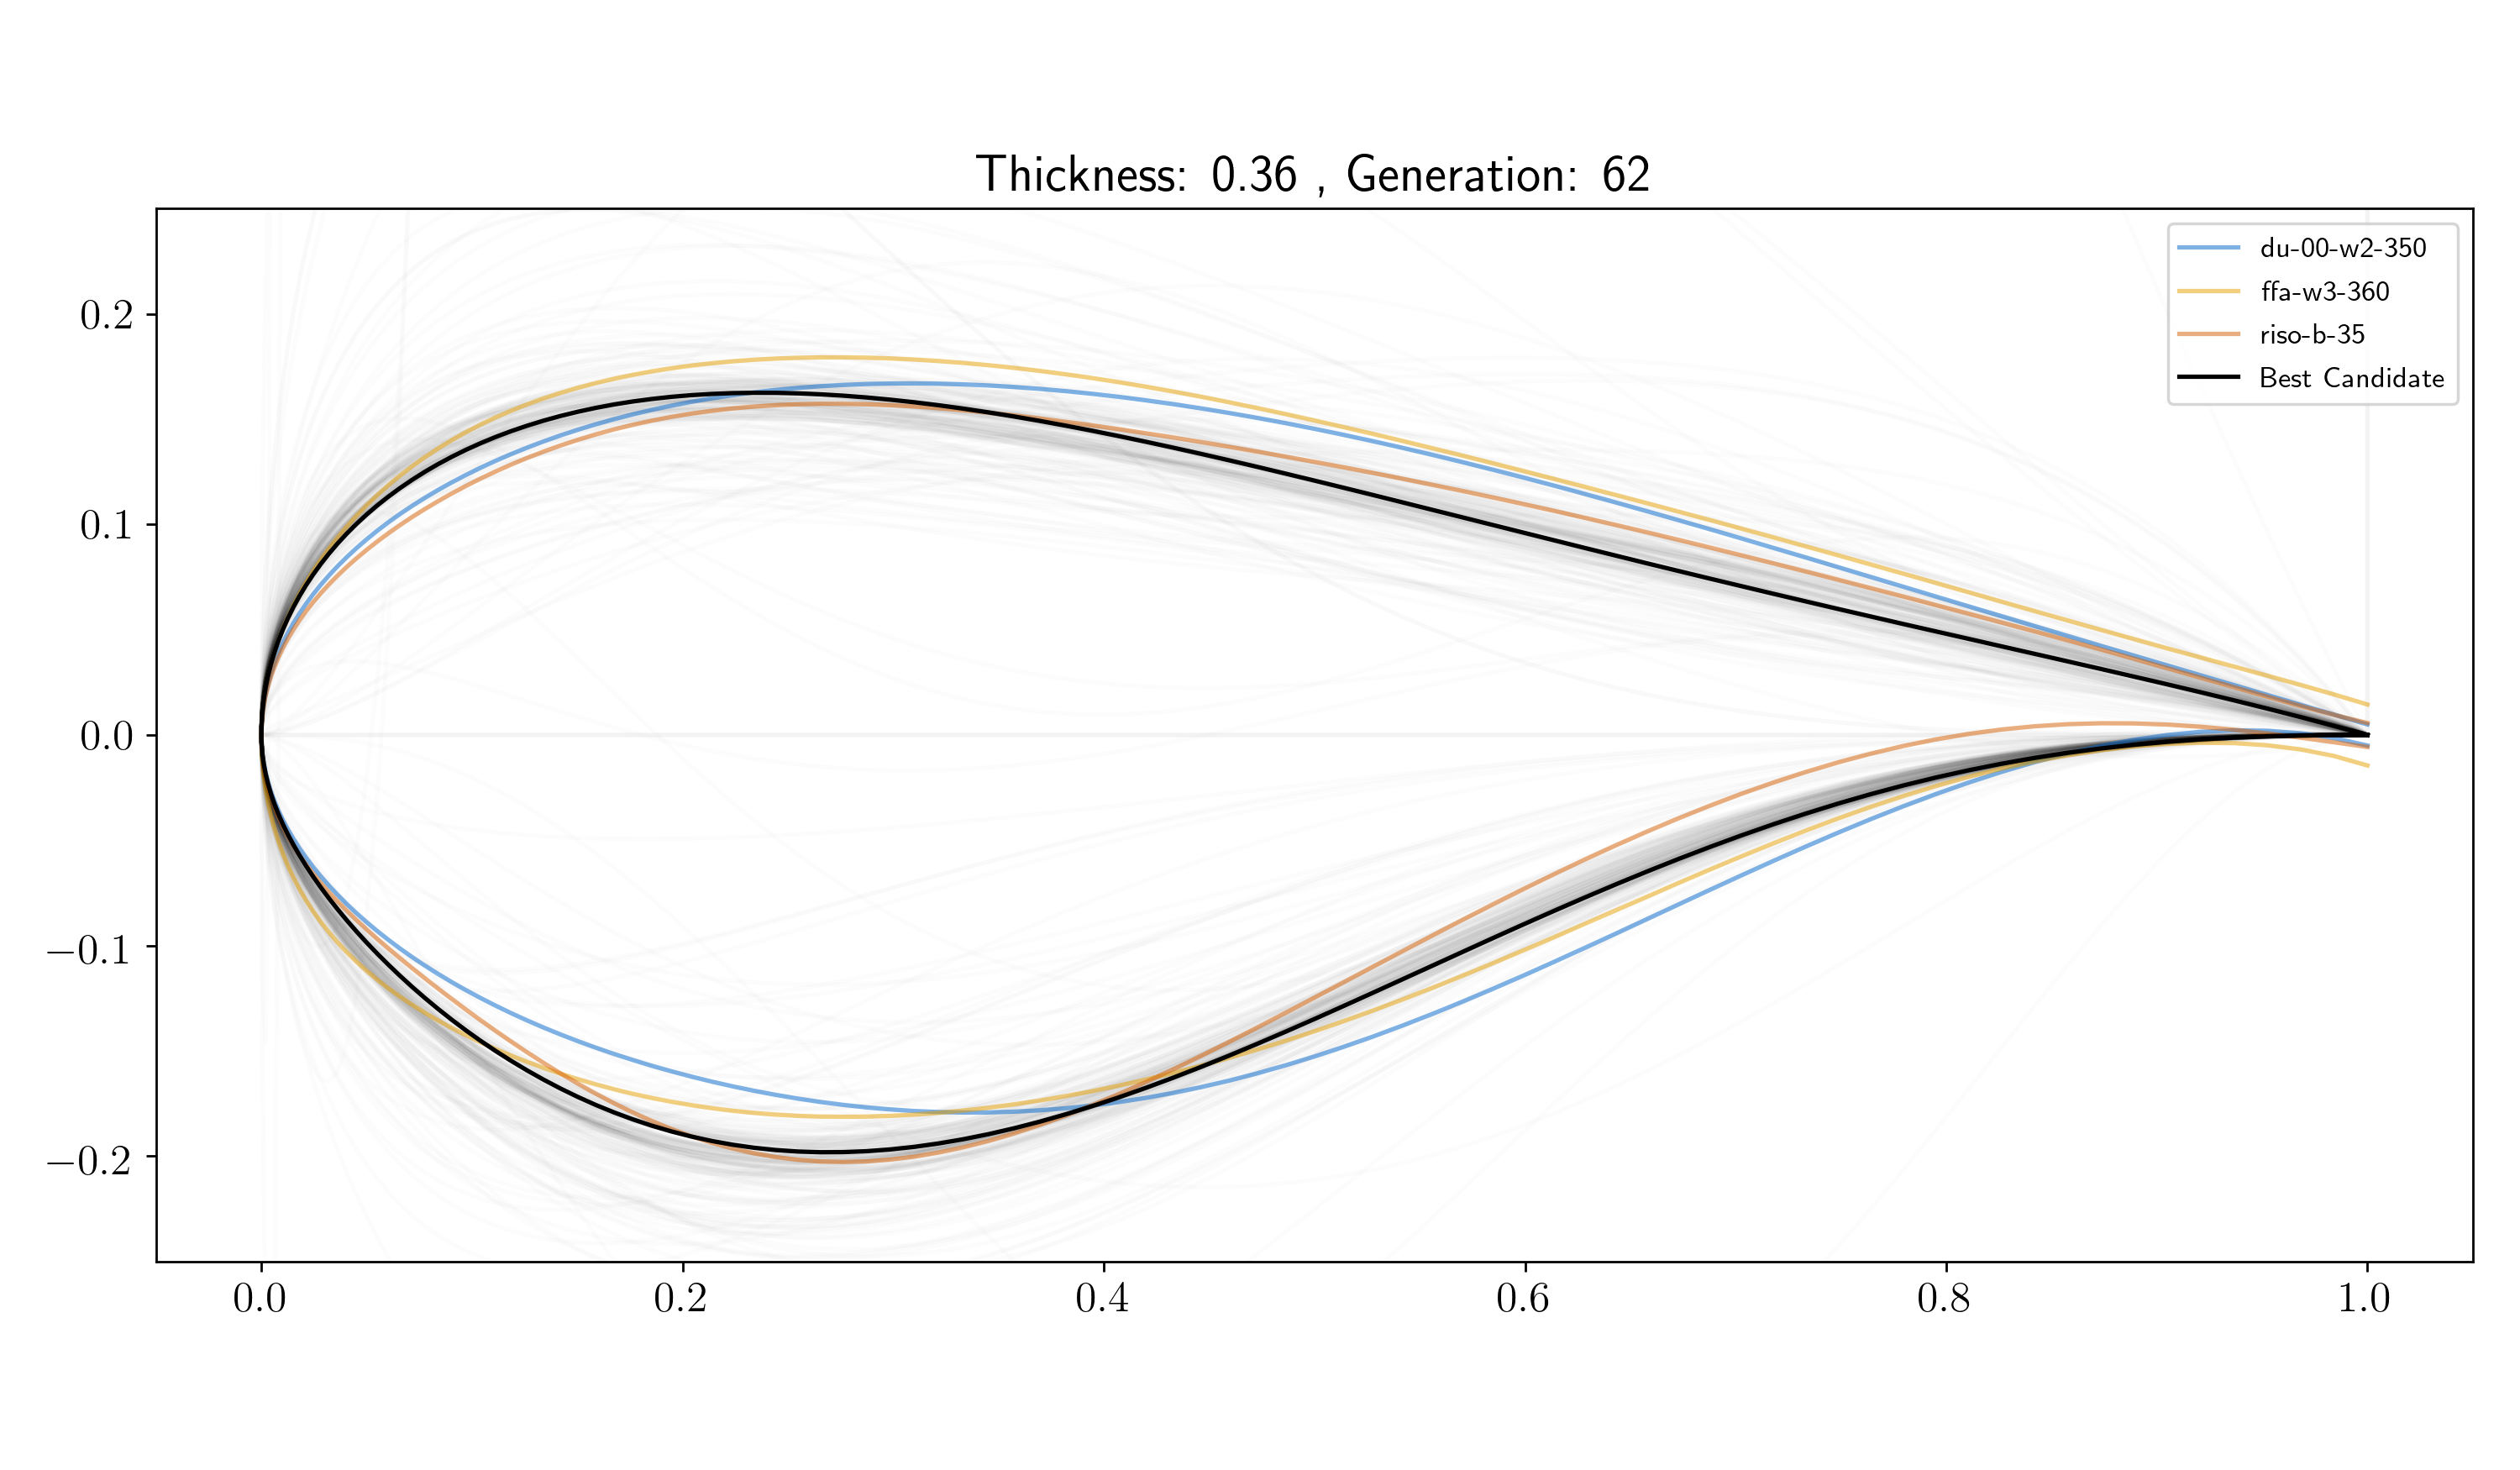 Thickness: 0.36 , Generation: 62
du-00-w2-350
ffa-w3-360
riso-b-35
Best Candidate
0.2
0.1
0.0
−0.1
−0.2
0.0 0.2 0.4 0.6 0.8 1.0